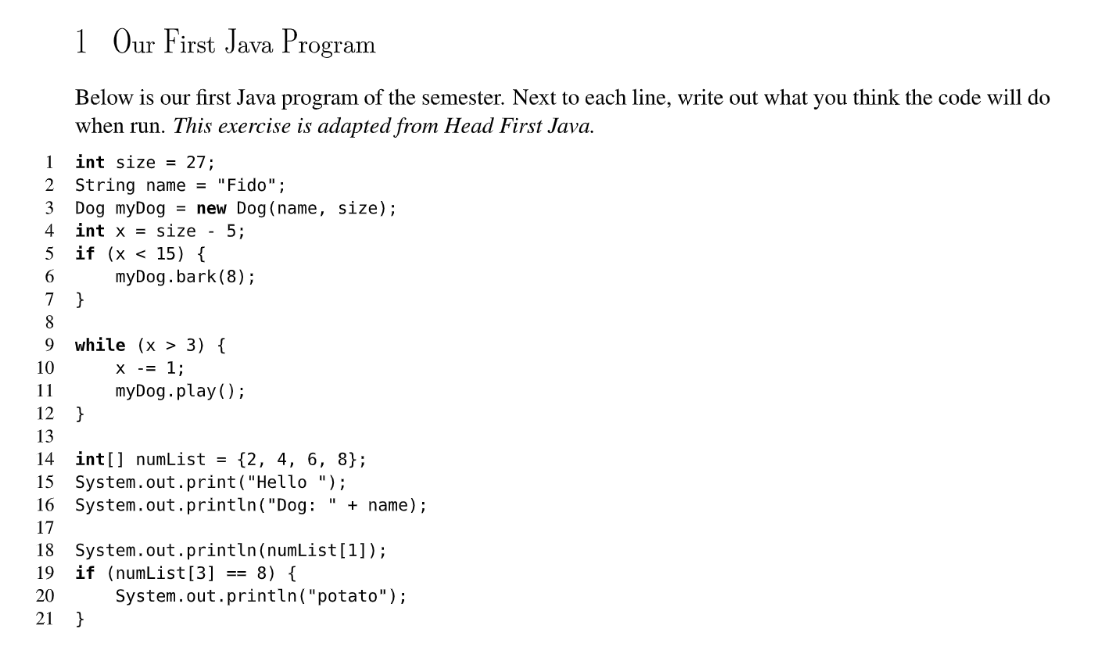 1 Our First Java Program
Below is our first Java program of the semester. Next to each line, write out what you think the code will do
when run. This exercise is adapted from Head First Java.
1 int size = 27;
2 String name = "Fido";
3 Dog myDog = new Dog(name, size);
4 int x = size - 5;
5 if (x < 15) {
6     myDog.bark(8);
7 }
8
9 while (x > 3) {
10     x -= 1;
11     myDog.play();
12 }
13
14 int[] numList = {2, 4, 6, 8};
15 System.out.print("Hello ");
16 System.out.println("Dog: " + name);
17
18 System.out.println(numList[1]);
19 if (numList[3] == 8) {
20     System.out.println("potato");
21 }